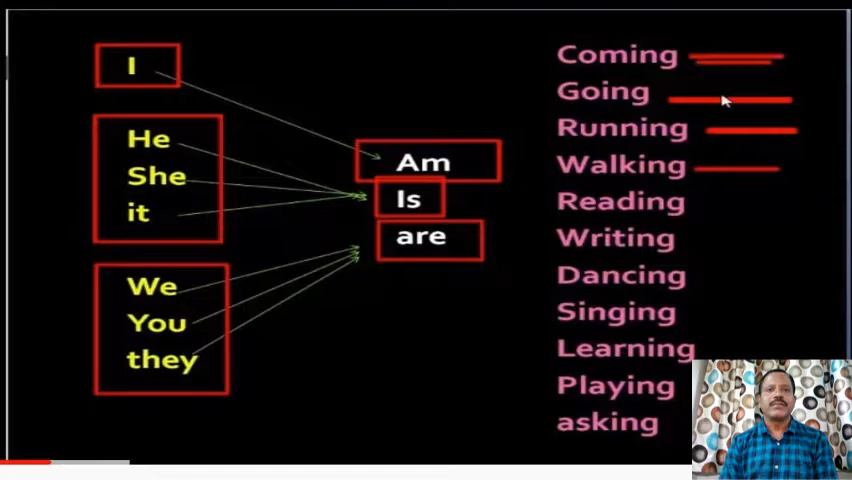 I
He
She
it
We
You
they
Am
Is
are
Coming
Going
Running
Walking
Reading
Writing
Dancing
Singing
Learning
Playing
asking